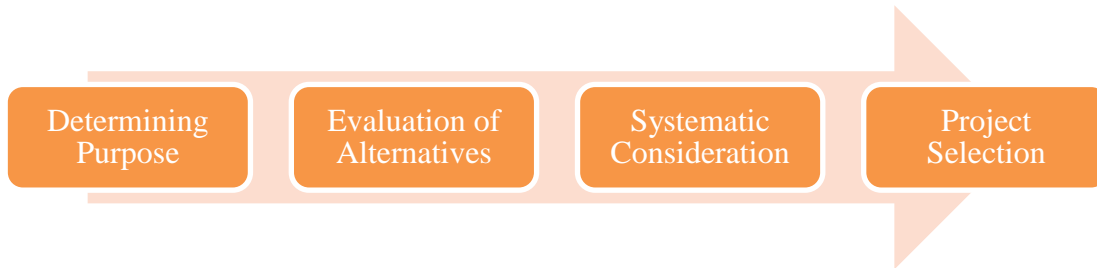 Determining
Purpose
Evaluation of
Alternatives
Systematic
Consideration
Project
Selection